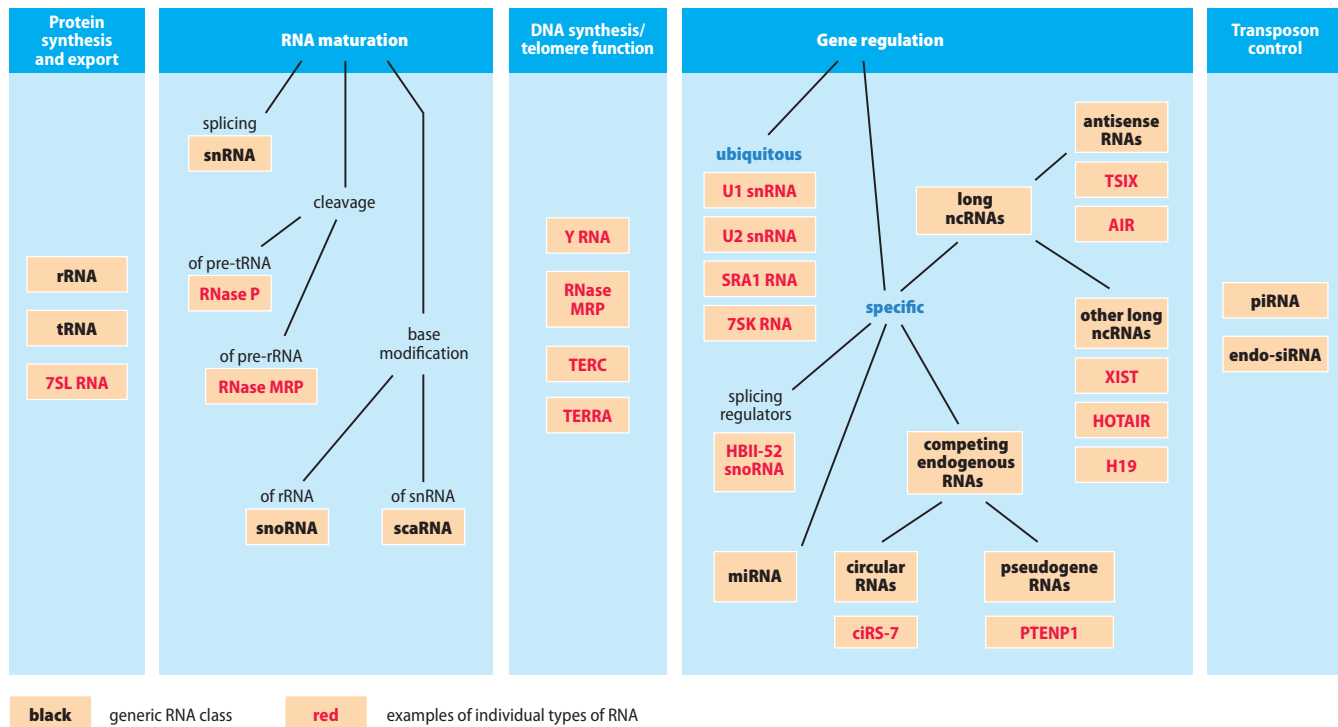 Protein
synthesis
and export
RNA maturation
DNA synthesis/
telomere function
Gene regulation
Transposon
control
rRNA
tRNA
7SL RNA
splicing
snRNA
cleavage
of pre-tRNA
RNase P
of pre-rRNA
RNase MRP
base
modification
of rRNA
snoRNA
of snRNA
scaRNA
Y RNA
RNase
MRP
TERC
TERRA
ubiquitous
U1 snRNA
U2 snRNA
SRA1 RNA
7SK RNA
specific
splicing
regulators
HBII-52
snoRNA
miRNA
long
ncRNAs
antisense
RNAs
TSIX
AIR
other long
ncRNAs
XIST
HOTAIR
H19
competing
endogenous
RNAs
circular
RNAs
ciRS-7
pseudogene
RNAs
PTENP1
piRNA
endo-siRNA
black generic RNA class red examples of individual types of RNA